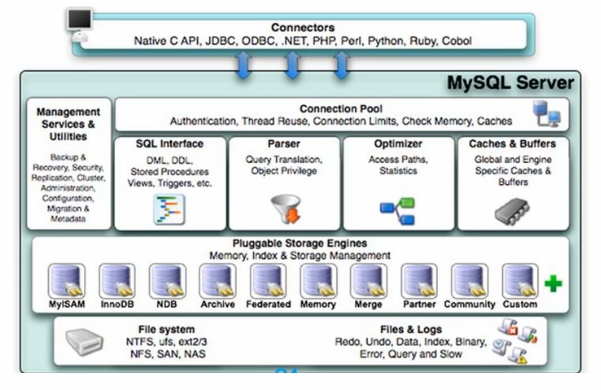 Connectors
Native C API, JDBC, ODBC, .NET, PHP, Perl, Python, Ruby, Cobol
MySQL Server
Management
Services &
Utilities
Backup &
Recovery, Security,
Replication, Cluster,
Administration,
Configuration,
Migration &
Metadata
Connection Pool
Authentication, Thread Reuse, Connection Limits, Check Memory, Caches
SQL Interface
DML, DDL,
Stored Procedures
Views, Triggers, etc.
Parser
Query Translation,
Object Privilege
Optimizer
Access Paths,
Statistics
Caches & Buffers
Global and Engine
Specific Caches &
Buffers
Pluggable Storage Engines
Memory, Index & Storage Management
MyISAM
InnoDB
NDB
Archive
Federated
Memory
Merge
Partner
Community
Custom
File system
NTFS, ufs, ext2/3
NFS, SAN, NAS
Files & Logs
Redo, Undo, Data, Index, Binary,
Error, Query and Slow